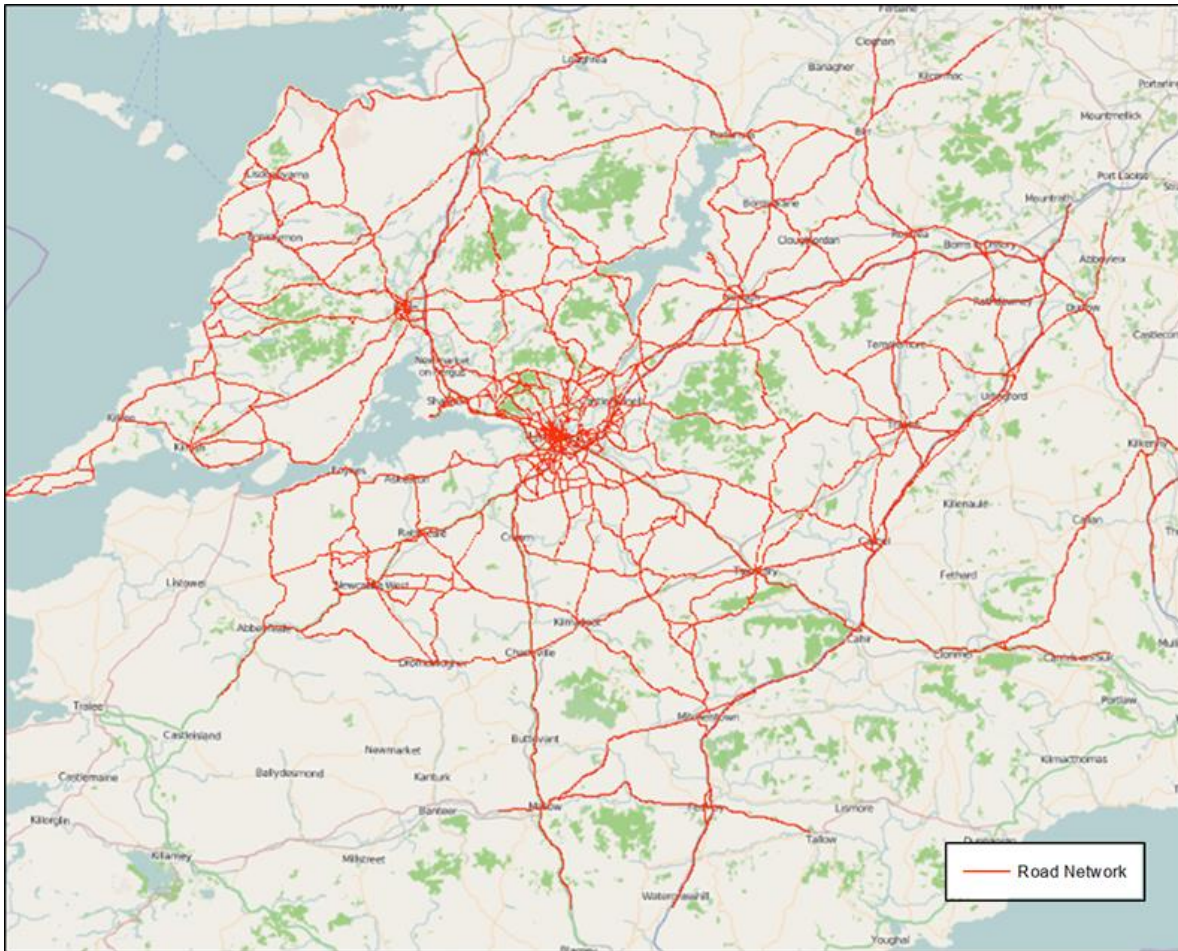 Loughrea
Cloghan
Banagher
Kilcormac
Portarlin
Mountmellick
Port Laoise
Mountrath
Birr
Portumna
Lisdoonvarna
Borrisokane
Ennistymon
Cloughjordan
Roscrea
Borris in Ossory
Abbeyleix
Rathdowney
Durrow
Castlecom
Templemore
Newmarket
on Fergus
Urlingford
Kilkee
Kilrush
Thurles
Kilkenny
Foynes
Askeaton
Killenaule
Callan
Rathkeale
Croom
Cashel
Listowel
Newcastle West
Tipperary
Fethard
Abbeyfeale
Kilmallock
Cahir
Charleville
Dromcollogher
Clonmel
Carrick-on-Suir
Portlaw
Tralee
Mitchelstown
Castleisland
Newmarket
Buttevant
Kilmacthomas
Castlemaine
Ballydesmond
Kanturk
Banteer
Mallow
Fermoy
Lismore
Killorglin
Tallow
Killarney
Millstreet
Watergrasshill
Youghal
Road Network